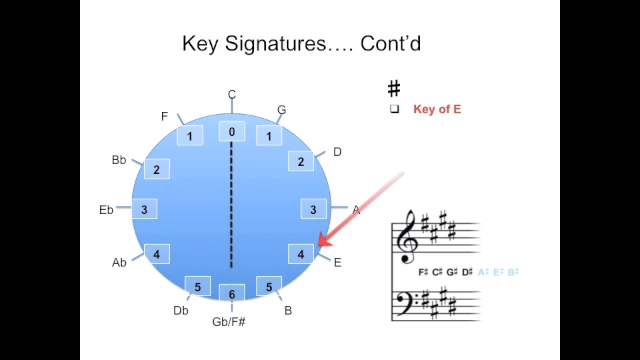 Key Signatures.... Cont'd
C
F
G
0
1
1
♯
Key of E
Bb
2
2
D
Eb
3
3
A
Ab
4
4
E
F♯ C♯ G♯ D♯ A♯ E♯ B♯
5
6
5
Db
B
Gb/F#